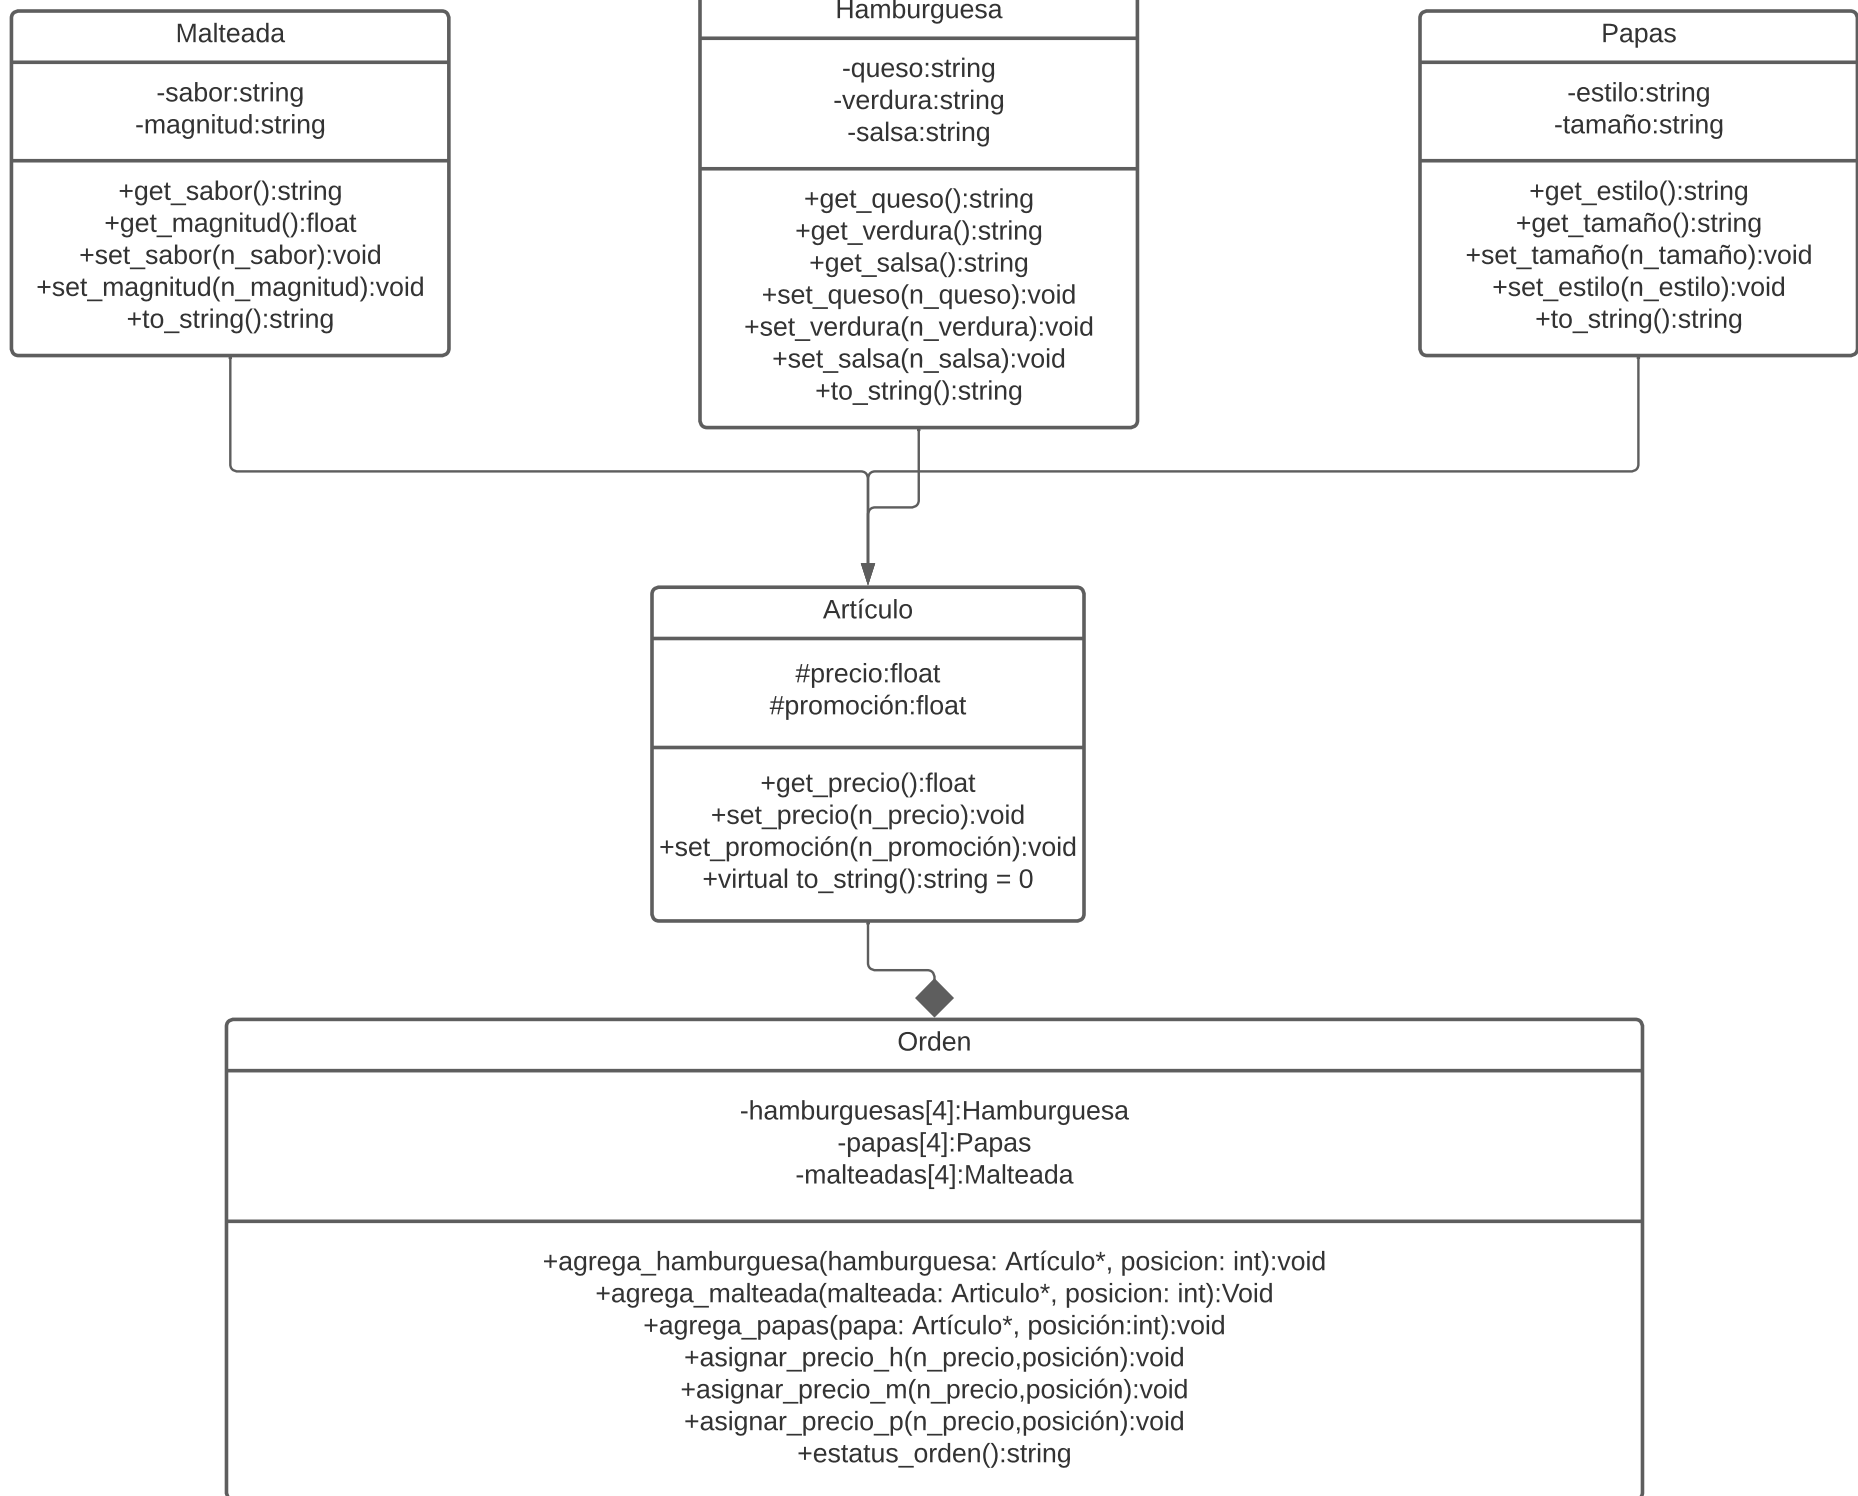 Malteada
-sabor:string
-magnitud:string
+get_sabor():string
+get_magnitud():float
+set_sabor(n_sabor):void
+set_magnitud(n_magnitud):void
+to_string():string
Hamburguesa
-queso:string
-verdura:string
-salsa:string
+get_queso():string
+get_verdura():string
+get_salsa():string
+set_queso(n_queso):void
+set_verdura(n_verdura):void
+set_salsa(n_salsa):void
+to_string():string
Papas
-estilo:string
-tamaño:string
+get_estilo():string
+get_tamaño():string
+set_tamaño(n_tamaño):void
+set_estilo(n_estilo):void
+to_string():string
Artículo
#precio:float
#promoción:float
+get_precio():float
+set_precio(n_precio):void
+set_promoción(n_promoción):void
+virtual to_string():string = 0
Orden
-hamburguesas[4]:Hamburguesa
-papas[4]:Papas
-malteadas[4]:Malteada
+agrega_hamburguesa(hamburguesa: Artículo*, posicion: int):void
+agrega_malteada(malteada: Articulo*, posicion: int):Void
+agrega_papas(papa: Artículo*, posición:int):void
+asignar_precio_h(n_precio,posición):void
+asignar_precio_m(n_precio,posición):void
+asignar_precio_p(n_precio,posición):void
+estatus_orden():string